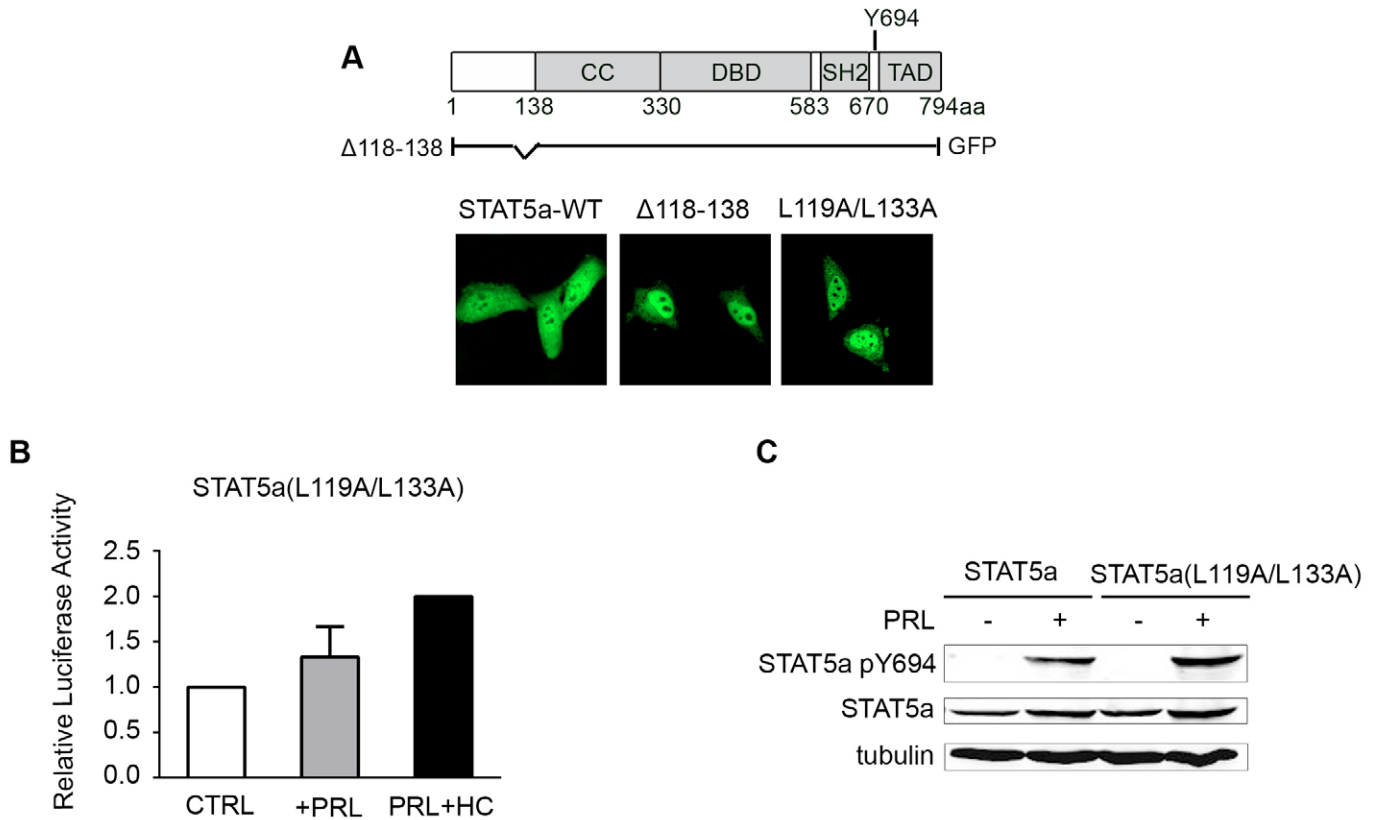 A
Y694
CC DBD SH2 TAD
1 138 330 583 670 794aa
Δ118-138 GFP
STAT5a-WT Δ118-138 L119A/L133A
B
STAT5a(L119A/L133A)
Relative Luciferase Activity
2.5
2.0
1.5
1.0
0.5
0.0
CTRL +PRL PRL+HC
C
STAT5a STAT5a(L119A/L133A)
PRL - + - +
STAT5a pY694
STAT5a
tubulin